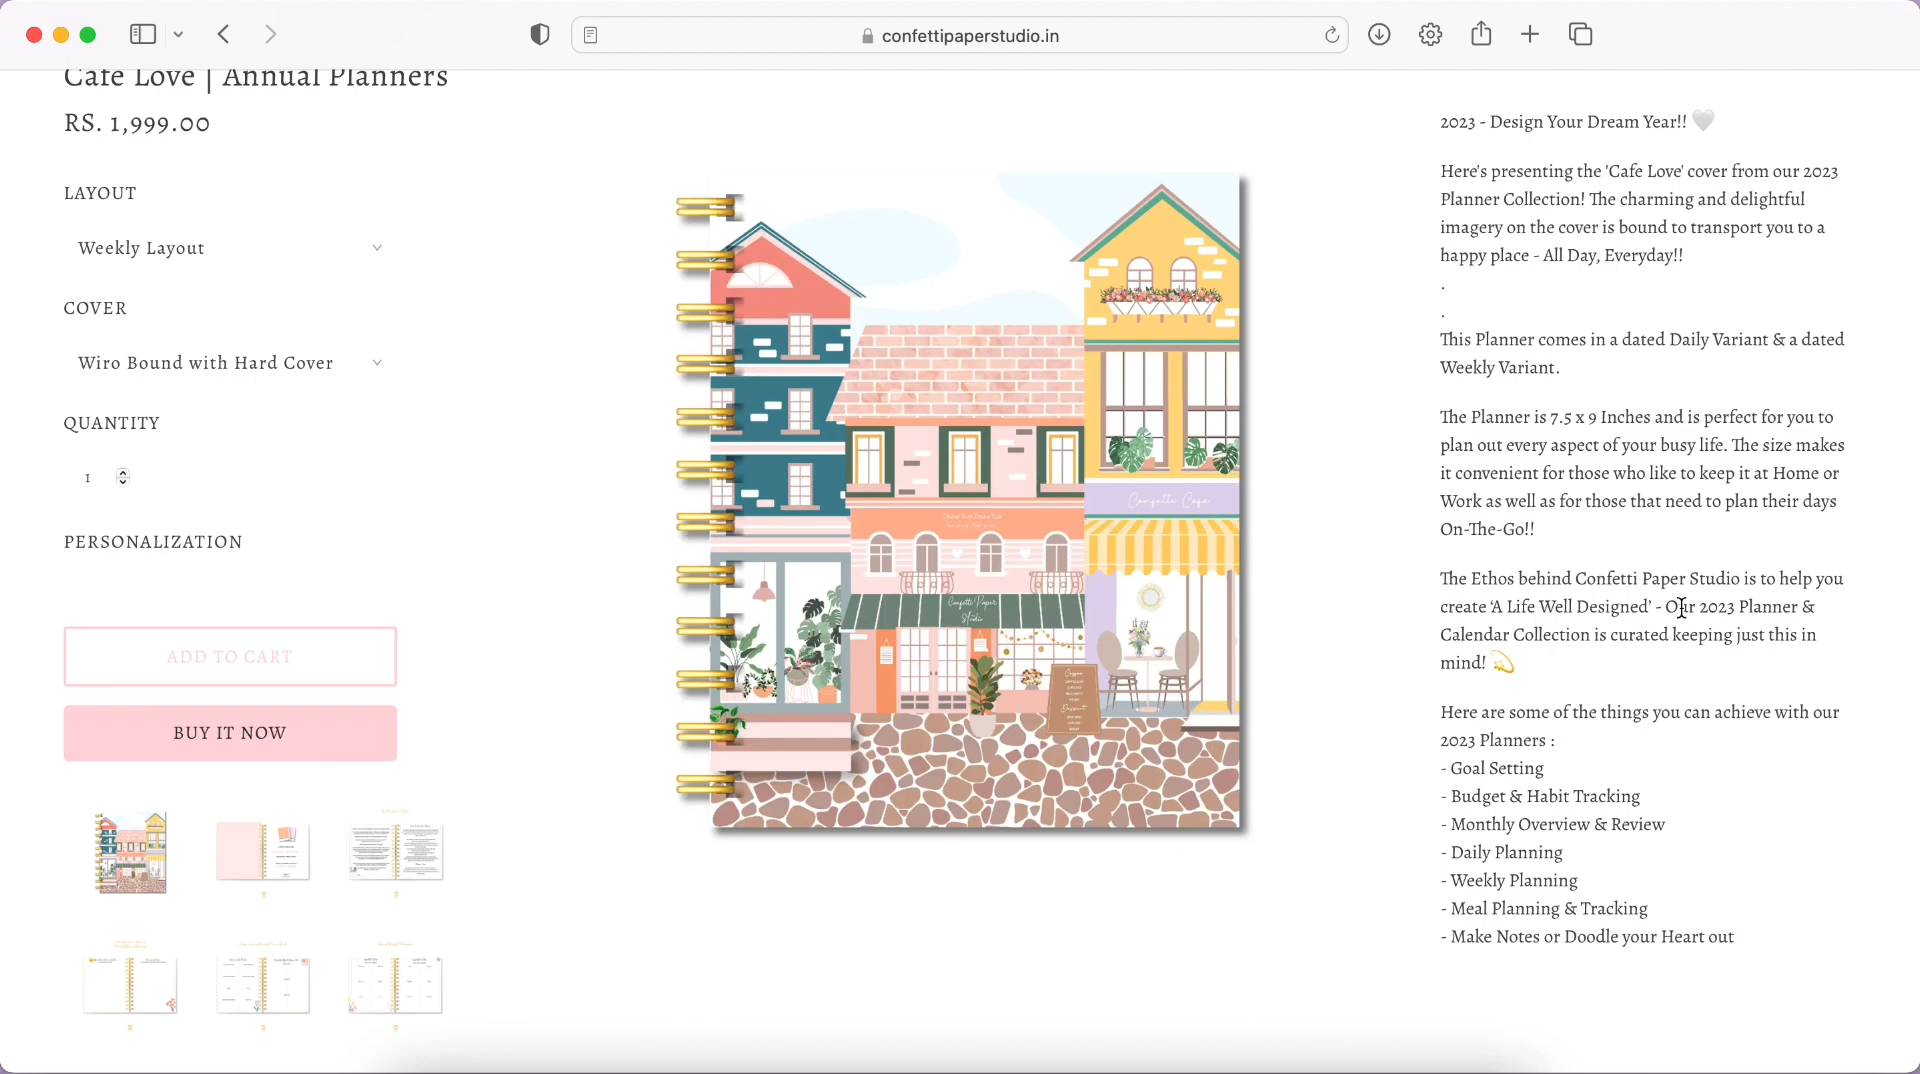 confettipaperstudio.in
Cafe Love | Annual Planners
RS. 1,999.00
LAYOUT
Weekly Layout
COVER
Wiro Bound with Hard Cover
QUANTITY
1
PERSONALIZATION
ADD TO CART
BUY IT NOW
Confetti Cafe
Confetti Paper
Studio
Coffee
Dessert
2023 - Design Your Dream Year!! 🤍
Here's presenting the 'Cafe Love' cover from our 2023
Planner Collection! The charming and delightful
imagery on the cover is bound to transport you to a
happy place - All Day, Everyday!!
.
.
This Planner comes in a dated Daily Variant & a dated
Weekly Variant.
The Planner is 7.5 x 9 Inches and is perfect for you to
plan out every aspect of your busy life. The size makes
it convenient for those who like to keep it at Home or
Work as well as for those that need to plan their days
On-The-Go!!
The Ethos behind Confetti Paper Studio is to help you
create ‘A Life Well Designed’ - Our 2023 Planner &
Calendar Collection is curated keeping just this in
mind! 💫
Here are some of the things you can achieve with our
2023 Planners :
- Goal Setting
- Budget & Habit Tracking
- Monthly Overview & Review
- Daily Planning
- Weekly Planning
- Meal Planning & Tracking
- Make Notes or Doodle your Heart out